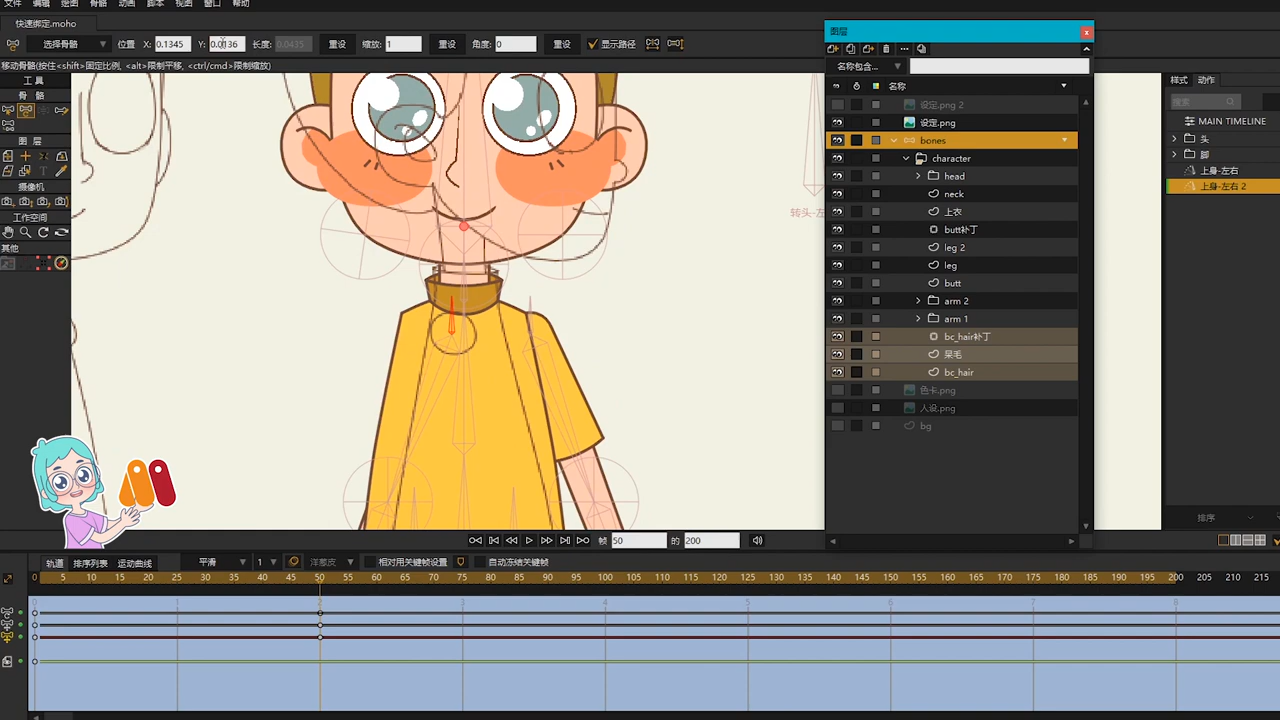 文件 编辑 绘图 骨骼 动画 脚本 视图 窗口 帮助
快速绑定.moho
选择骨骼 位置 X: 0.1345 Y: 0.0136 长度: 0.0435 重设 缩放: 1 重设 角度: 0 重设 显示路径
移动骨骼(按住<shift>固定比例, <alt>限制平移, <ctrl/cmd>限制缩放)
工具
骨 骼
图 层
摄像机
工作空间
其他
转头-左
图层
名称包含...
名称
设定.png 2
设定.png
bones
character
head
neck
上衣
butt补丁
leg 2
leg
butt
arm 2
arm 1
bc_hair补丁
呆毛
bc_hair
色卡.png
人设.png
bg
样式 动作
搜索
MAIN TIMELINE
头
脚
上身-左右
上身-左右 2
排序
帧 50 的 200
轨道 排序列表 运动曲线 平滑 1 洋葱皮 相对用关键帧设置 自动冻结关键帧
0 5 10 15 20 25 30 35 40 45 50 55 60 65 70 75 80 85 90 95 100 105 110 115 120 125 130 135 140 145 150 155 160 165 170 175 180 185 190 195 200 205 210 215
0 1 2 3 4 5 6 7 8